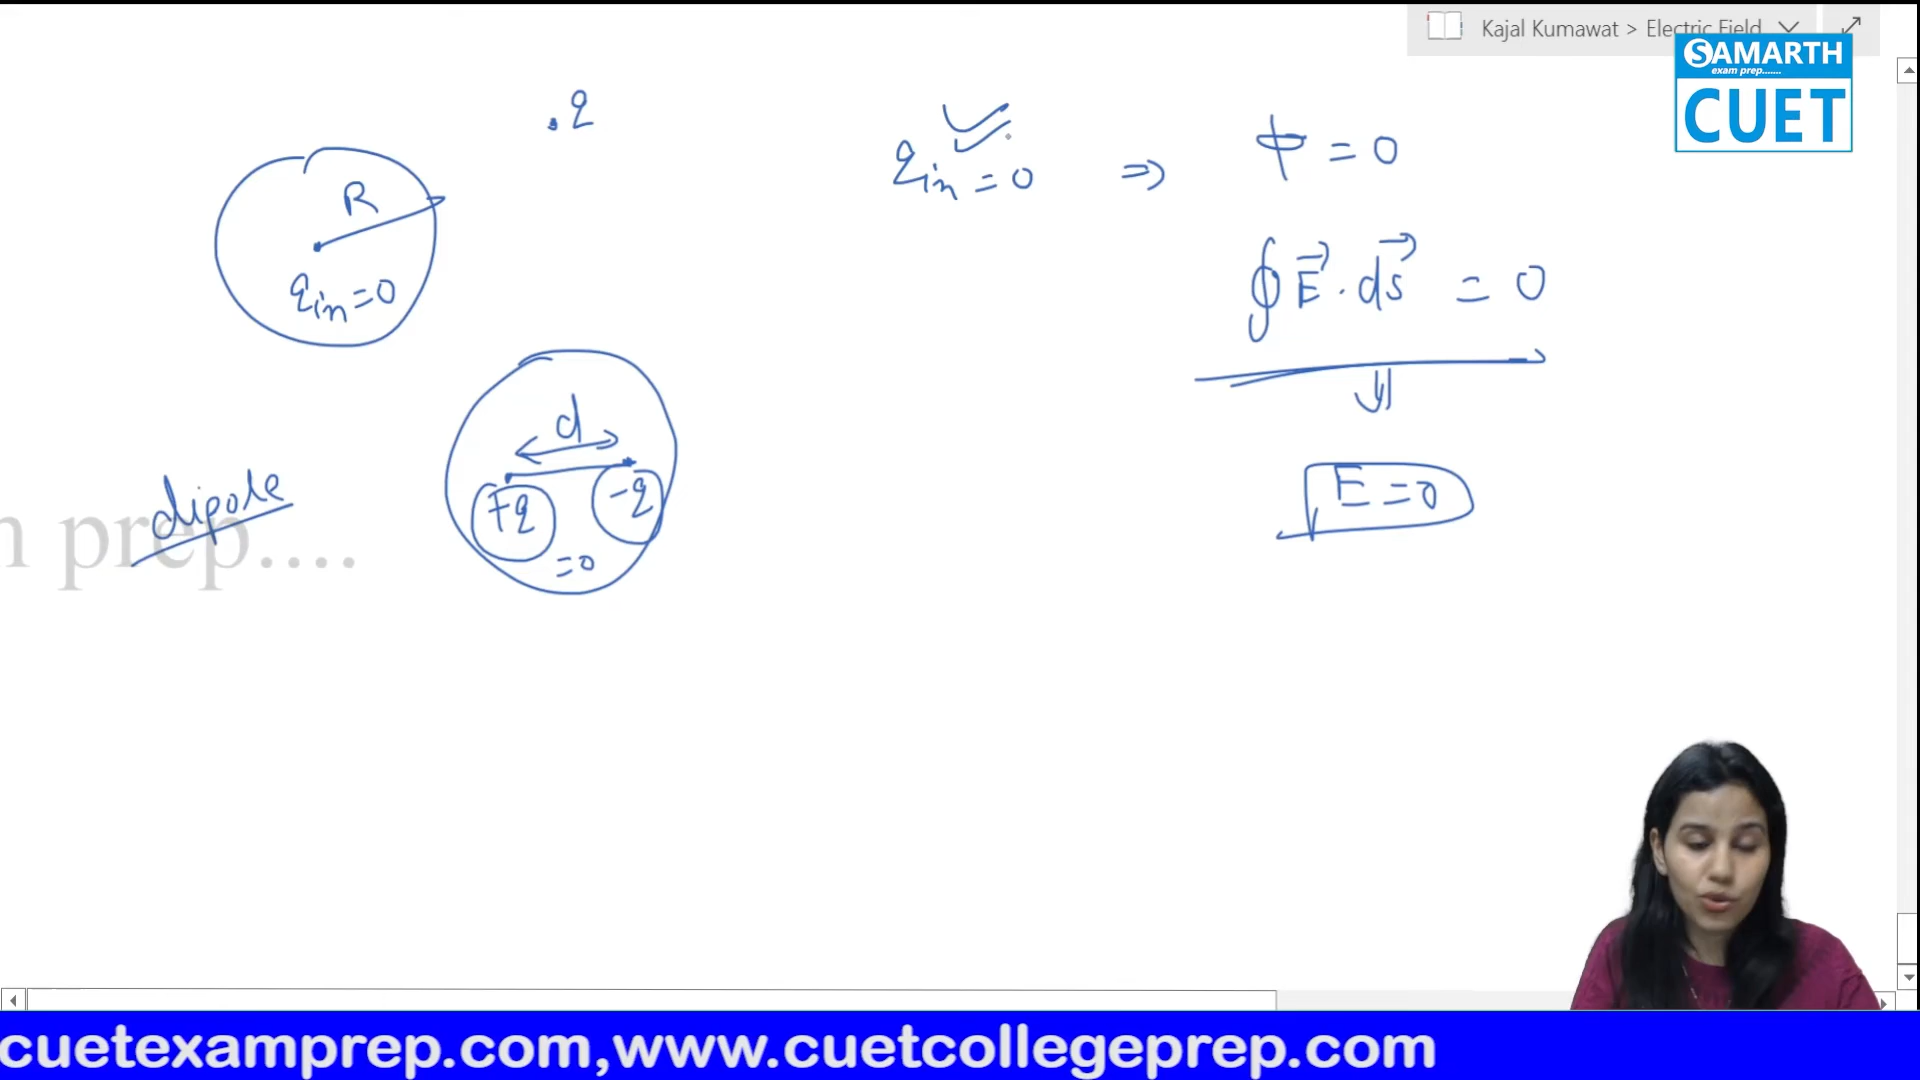 Kajal Kumawat > Electric Field
SAMARTH
exam prep......
CUET
.q
R
q_in = 0
q_in = 0 ⇒ ϕ = 0
∮ E⃗ . ds⃗ = 0
⇓
E = 0
d
+q -q
= 0
dipole
n prep....
cuetexamprep.com,www.cuetcollegeprep.com